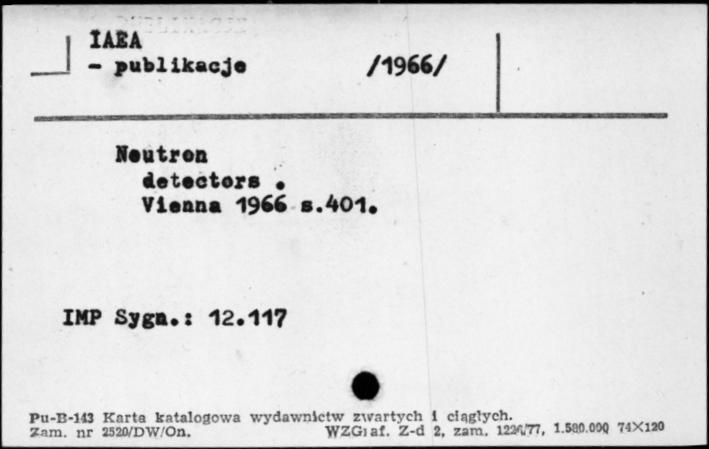 IAEA
- publikacje /1966/
Neutron
detectors .
Vienna 1966 s.401.
IMP Sygn.: 12.117
Pu-B-143 Karta katalogowa wydawnictw zwartych i ciągłych.
Zam. nr 2520/DW/On. WZGraf. Z-d 2, zam. 1226/77, 1.580.000 74×120